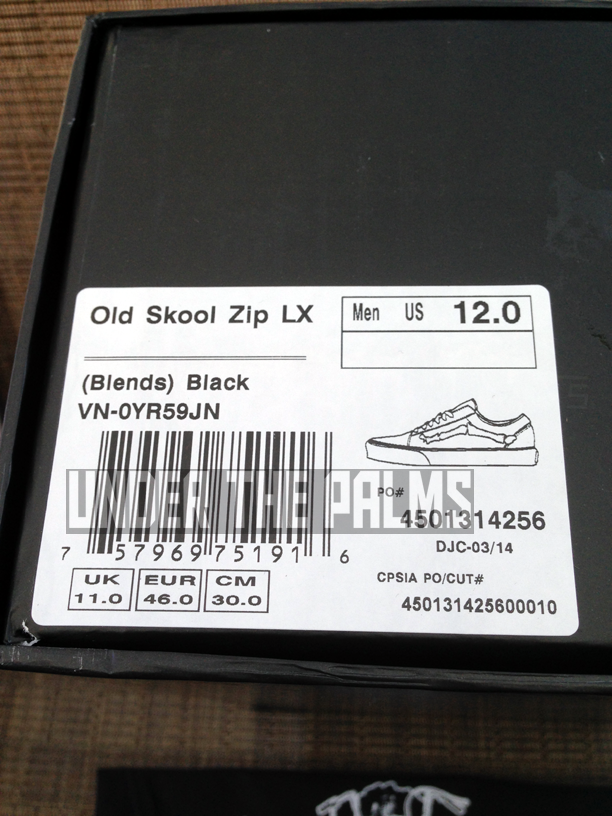 Old Skool Zip LX
Men US 12.0
(Blends) Black
VN-0YR59JN
UNDER THE PALMS
PO#
4501314256
DJC-03/14
7 57969 75191 6
CPSIA PO/CUT#
450131425600010
UK EUR CM
11.0 46.0 30.0